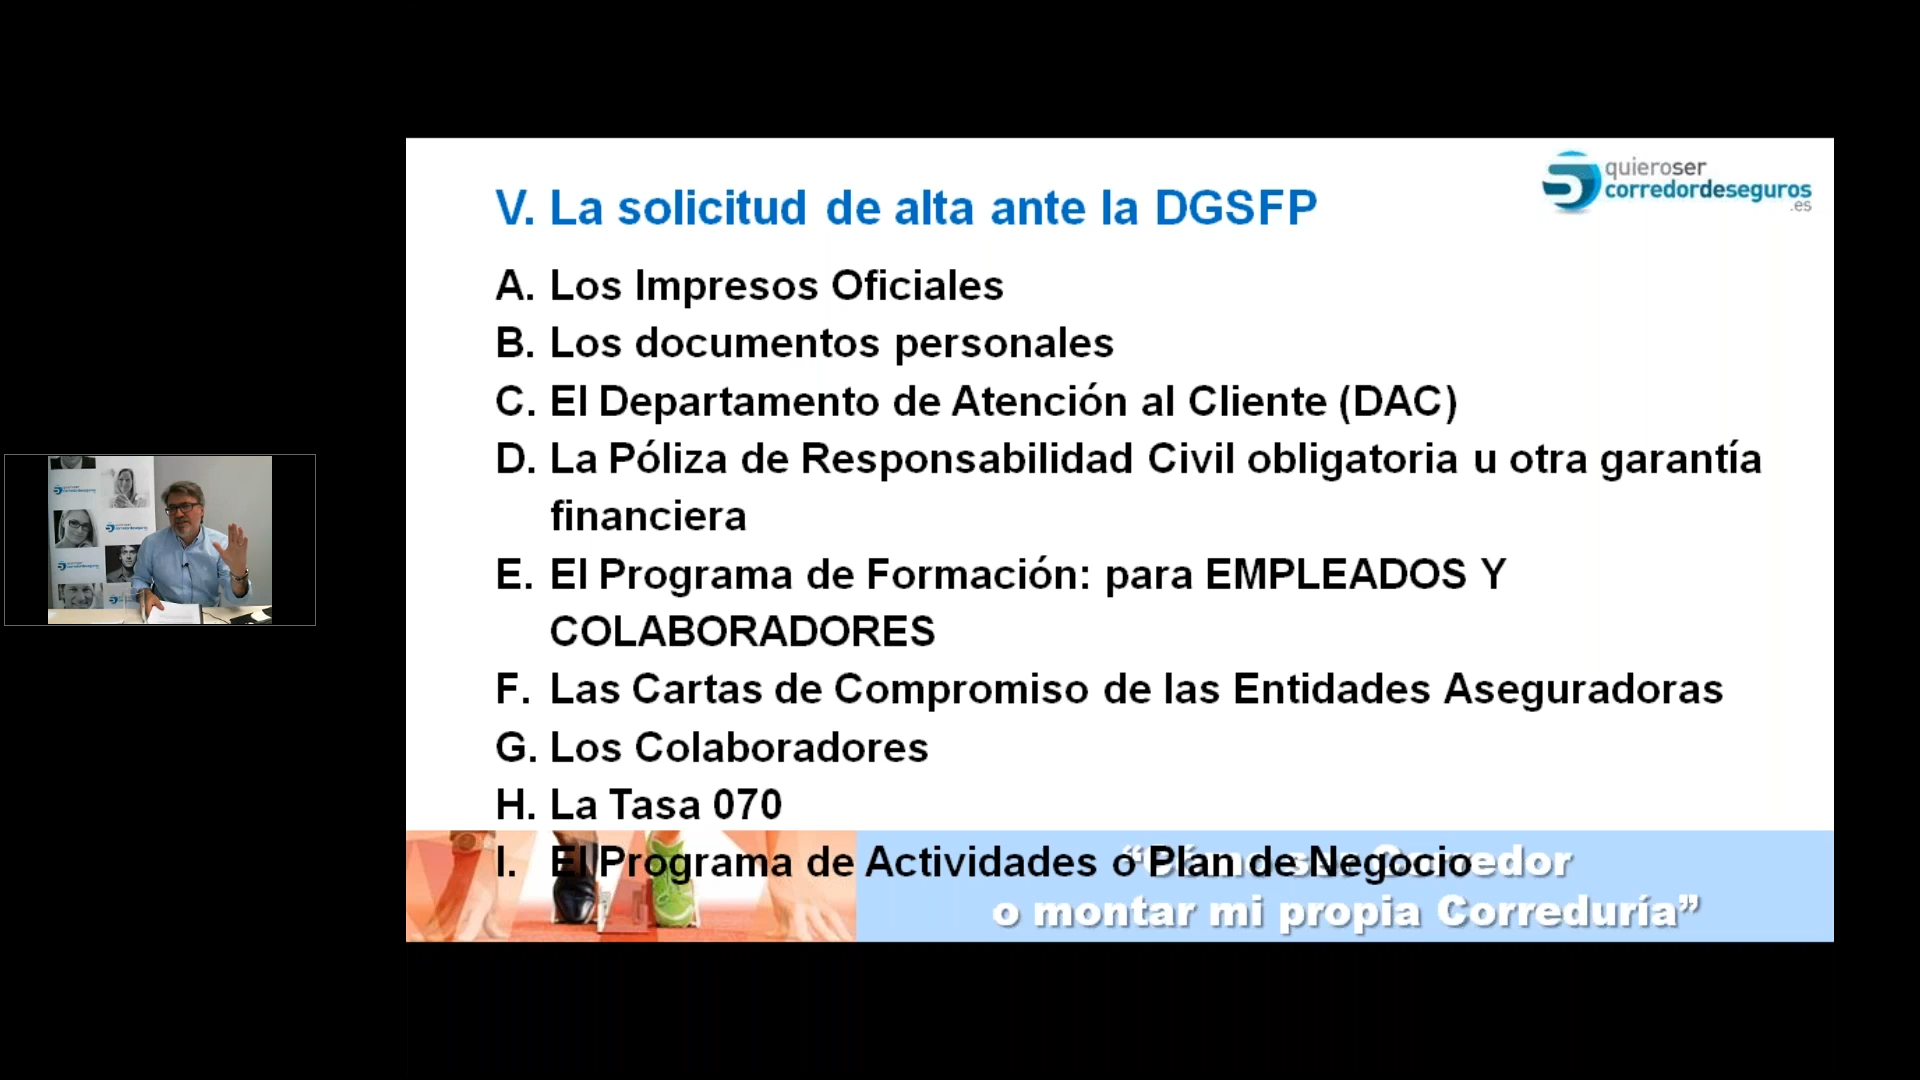 quieroser
corredordeseguros
.es
V. La solicitud de alta ante la DGSFP
A. Los Impresos Oficiales
B. Los documentos personales
C. El Departamento de Atención al Cliente (DAC)
D. La Póliza de Responsabilidad Civil obligatoria u otra garantía
financiera
E. El Programa de Formación: para EMPLEADOS Y
COLABORADORES
F. Las Cartas de Compromiso de las Entidades Aseguradoras
G. Los Colaboradores
H. La Tasa 070
I. El Programa de Actividades o Plan de Negocio
“Cómo ser Corredor
o montar mi propia Correduría”